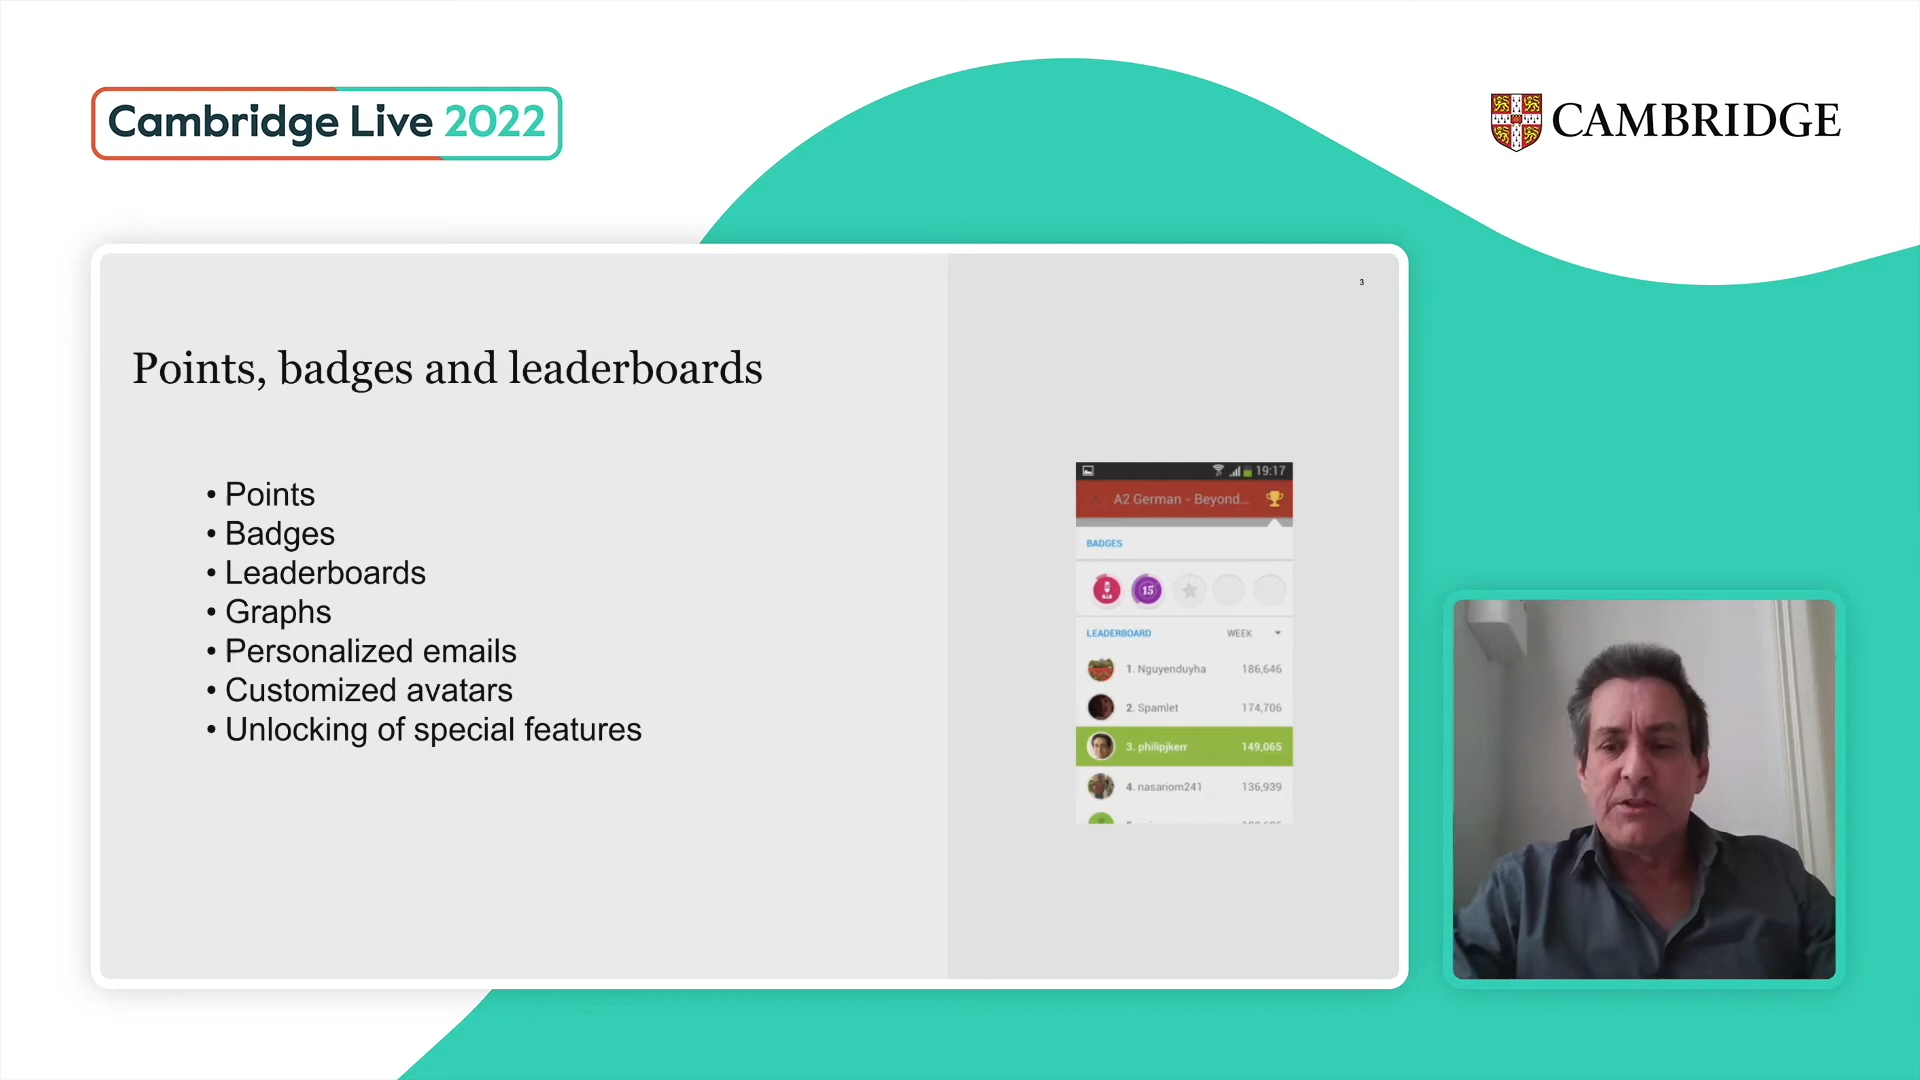 Cambridge Live 2022
CAMBRIDGE
3
Points, badges and leaderboards
• Points
• Badges
• Leaderboards
• Graphs
• Personalized emails
• Customized avatars
• Unlocking of special features
19:17
A2 German - Beyond...
BADGES
15
LEADERBOARD WEEK
1. Nguyenduyha 186,646
2. Spamlet 174,706
3. philipjkerr 149,065
4. nasariom241 136,939